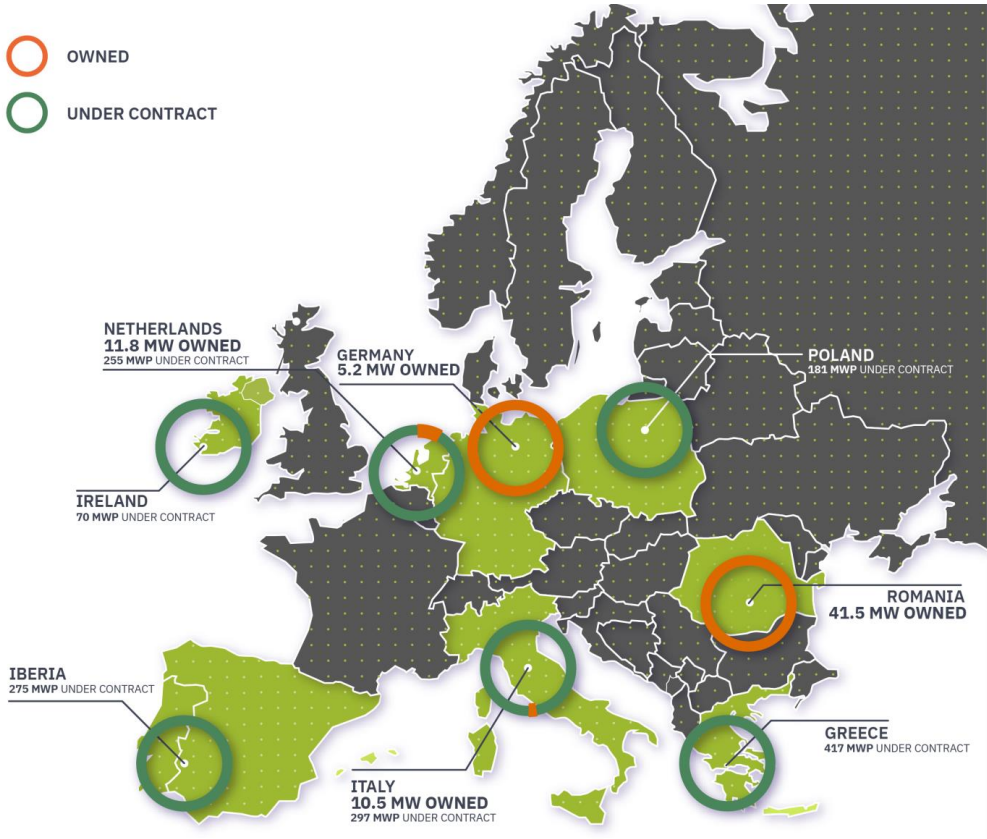 OWNED
UNDER CONTRACT
NETHERLANDS
11.8 MW OWNED
255 MWP UNDER CONTRACT
GERMANY
5.2 MW OWNED
POLAND
181 MWP UNDER CONTRACT
IRELAND
70 MWP UNDER CONTRACT
ROMANIA
41.5 MW OWNED
IBERIA
275 MWP UNDER CONTRACT
GREECE
417 MWP UNDER CONTRACT
ITALY
10.5 MW OWNED
297 MWP UNDER CONTRACT